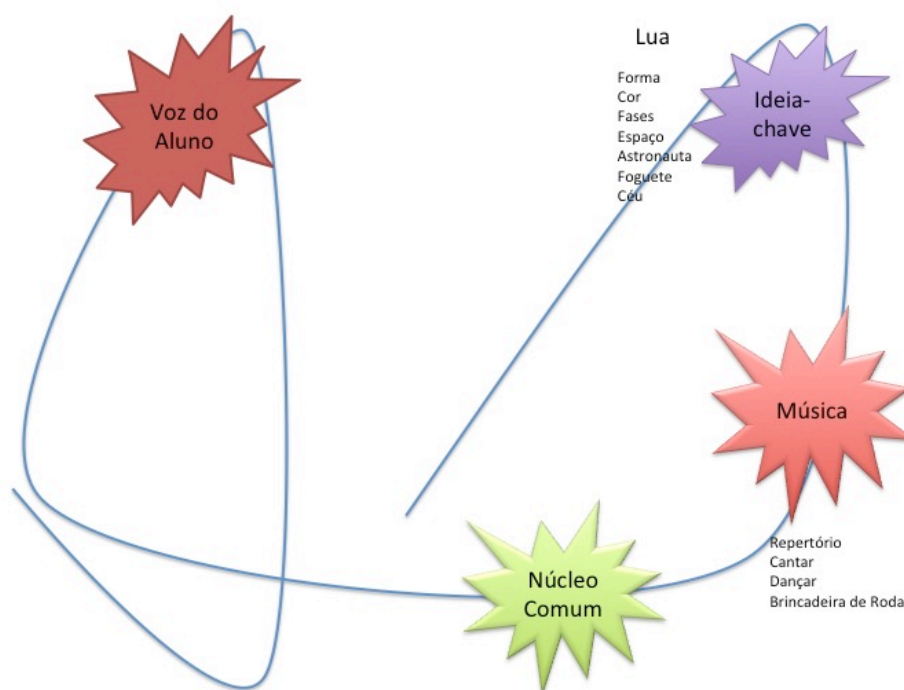 Voz do
Aluno
Lua
Forma
Cor
Fases
Espaço
Astronauta
Foguete
Céu
Ideia-
chave
Música
Repertório
Cantar
Dançar
Brincadeira de Roda
Núcleo
Comum